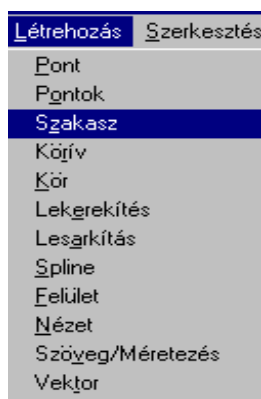 Létrehozás Szerkesztés
Pont
Pontok
Szakasz
Körív
Kör
Lekerekítés
Lesarkítás
Spline
Felület
Nézet
Szöveg/Méretezés
Vektor